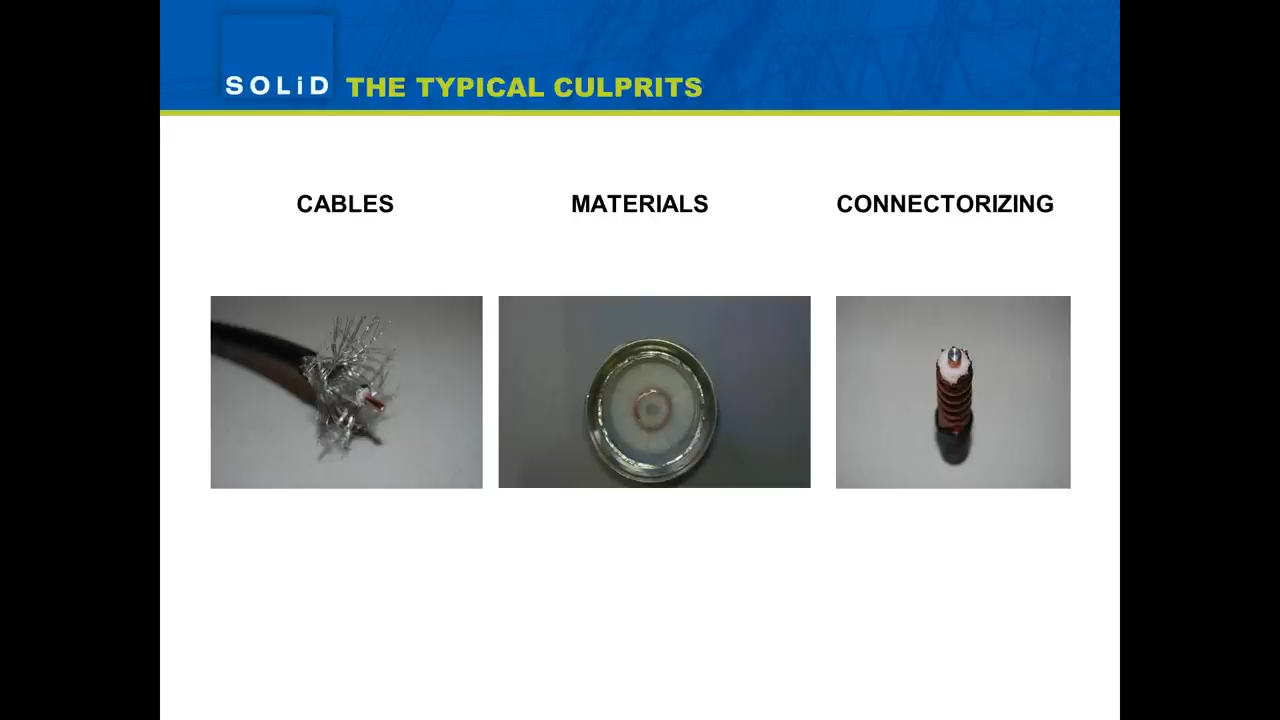 SOLiD THE TYPICAL CULPRITS
CABLES MATERIALS CONNECTORIZING